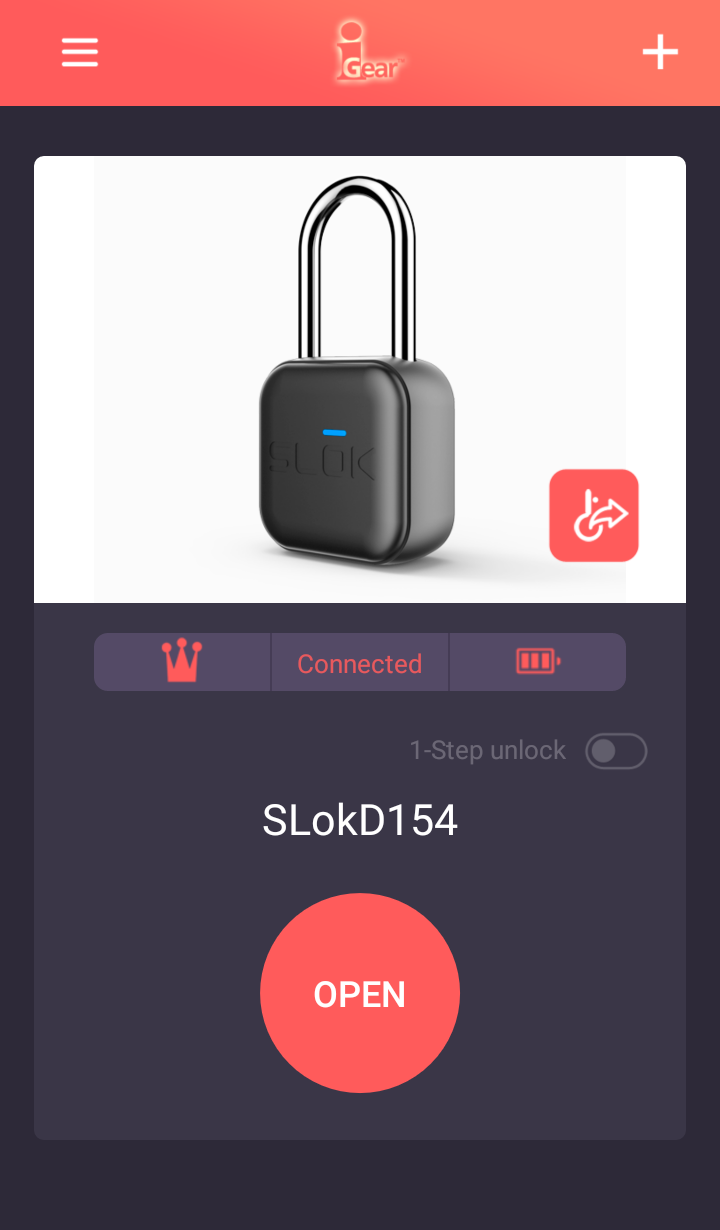 iGear
SLOK
Connected
1-Step unlock
SLokD154
OPEN